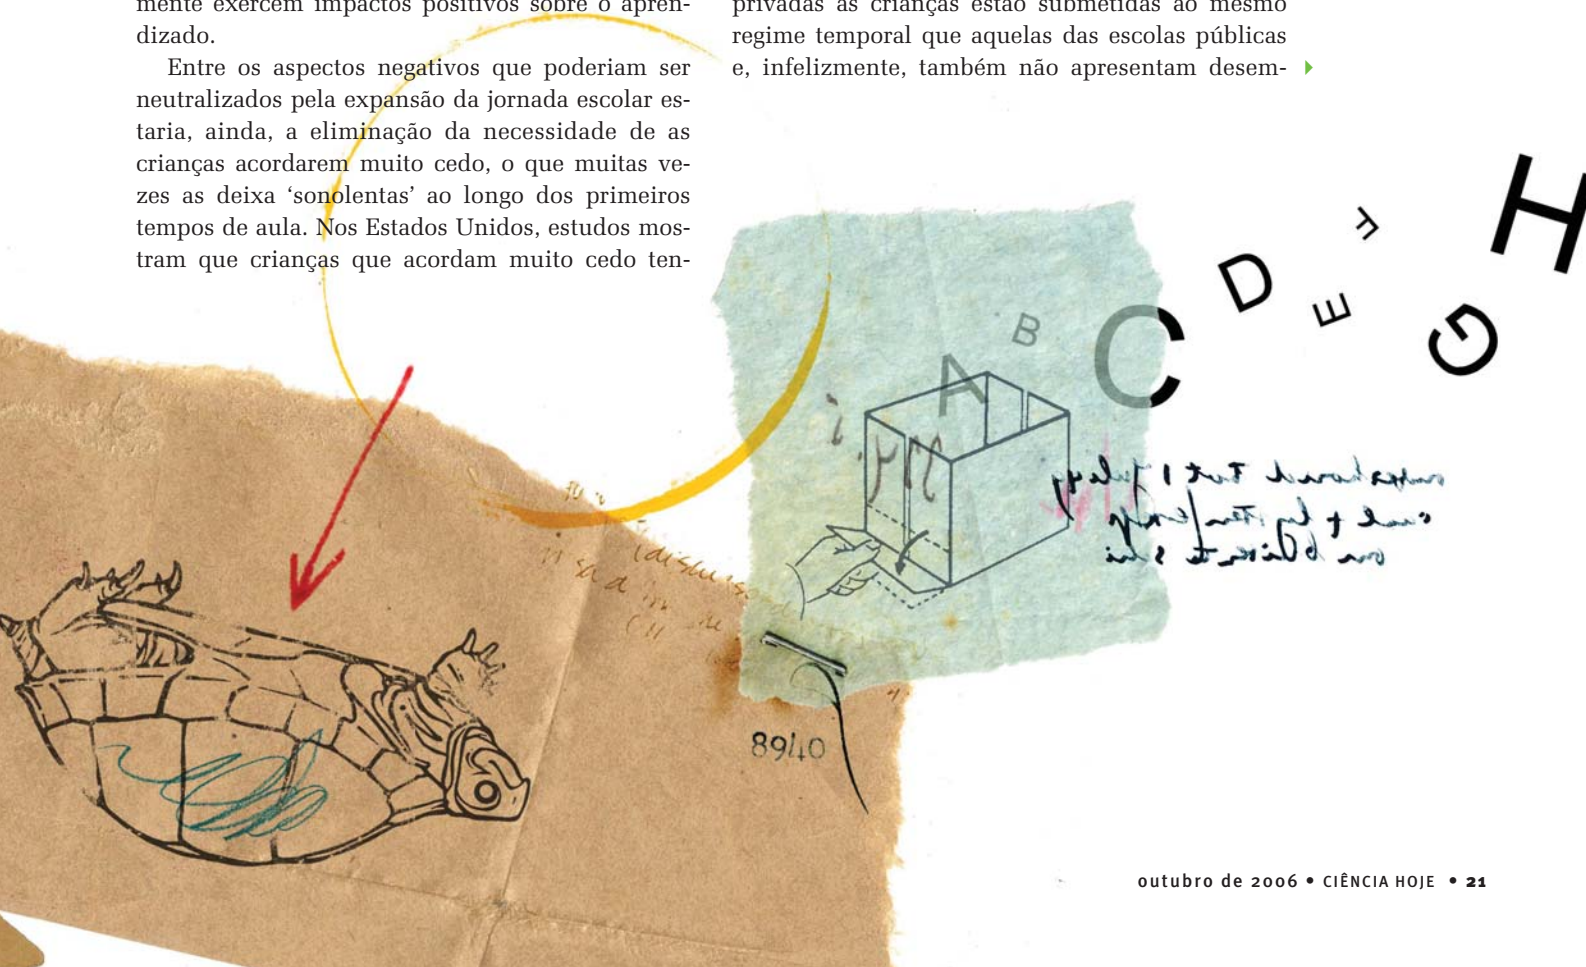 mente exercem impactos positivos sobre o apren-
dizado.
Entre os aspectos negativos que poderiam ser
neutralizados pela expansão da jornada escolar es-
taria, ainda, a eliminação da necessidade de as
crianças acordarem muito cedo, o que muitas ve-
zes as deixa ‘sonolentas’ ao longo dos primeiros
tempos de aula. Nos Estados Unidos, estudos mos-
tram que crianças que acordam muito cedo ten-
privadas as crianças estão submetidas ao mesmo
regime temporal que aquelas das escolas públicas
e, infelizmente, também não apresentam desem-
A
B
C
D
E
F
G
H
8940
outubro de 2006 • CIÊNCIA HOJE • 21